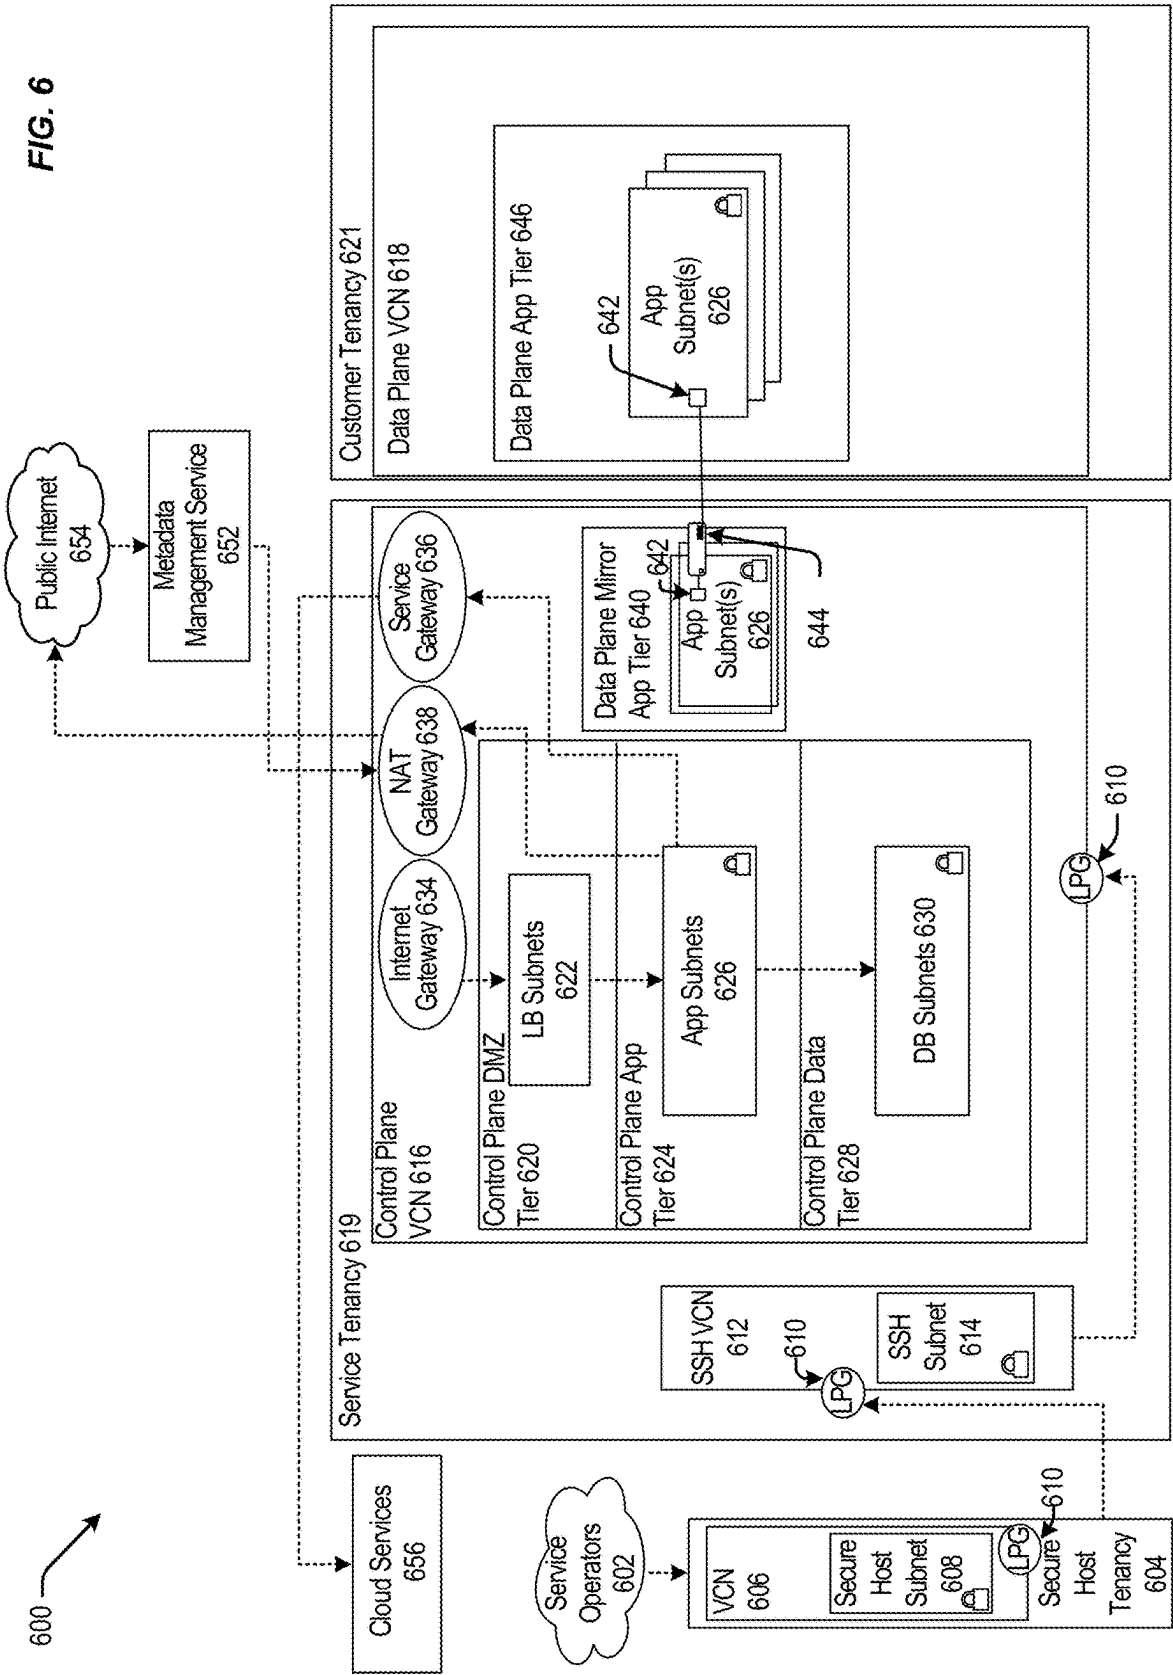 FIG. 6
600
Public Internet
654
Metadata
Management Service
652
Cloud Services
656
Service
Operators
602
VCN
606
Secure
Host
Subnet
608
LPG
610
Secure
Host
Tenancy
604
Service Tenancy 619
SSH VCN
612
610
LPG
SSH
Subnet
614
Control Plane
VCN 616
Internet
Gateway 634
NAT
Gateway 638
Service
Gateway 636
Control Plane DMZ
Tier 620
LB Subnets
622
Control Plane App
Tier 624
App Subnets
626
Control Plane Data
Tier 628
DB Subnets 630
LPG
610
Data Plane Mirror
App Tier 640
642
App
Subnet(s)
626
644
Customer Tenancy 621
Data Plane VCN 618
Data Plane App Tier 646
642
App
Subnet(s)
626